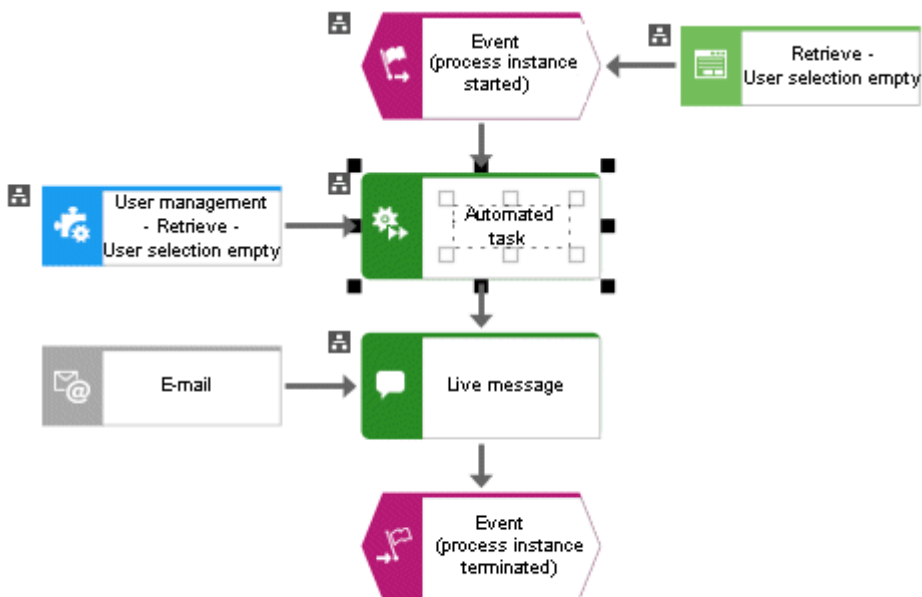 Event
(process instance
started)
Retrieve -
User selection empty
User management
- Retrieve -
User selection empty
Automated
task
E-mail
Live message
Event
(process instance
terminated)